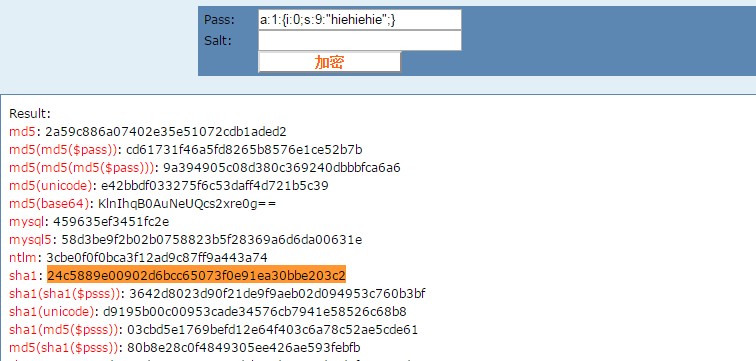 Pass: a:1:{i:0;s:9:"hiehiehie";}
Salt:
加密
Result:
md5: 2a59c886a07402e35e51072cdb1aded2
md5(md5($pass)): cd61731f46a5fd8265b8576e1ce52b7b
md5(md5(md5($pass))): 9a394905c08d380c369240dbbbfca6a6
md5(unicode): e42bbdf033275f6c53daff4d721b5c39
md5(base64): KlnIhqB0AuNeUQcs2xre0g==
mysql: 459635ef3451fc2e
mysql5: 58d3be9f2b02b0758823b5f28369a6d6da00631e
ntlm: 3cbe0f0f0bca3f12ad9c87ff9a443a74
sha1: 24c5889e00902d6bcc65073f0e91ea30bbe203c2
sha1(sha1($psss)): 3642d8023d90f21de9f9aeb02d094953c760b3bf
sha1(unicode): d9195b00c00953cade34576cb7941e58526c68b8
sha1(md5($psss)): 03cbd5e1769befd12e64f403c6a78c52ae5cde61
md5(sha1($psss)): 80b8e28c0f4849305ee426ae593febfb